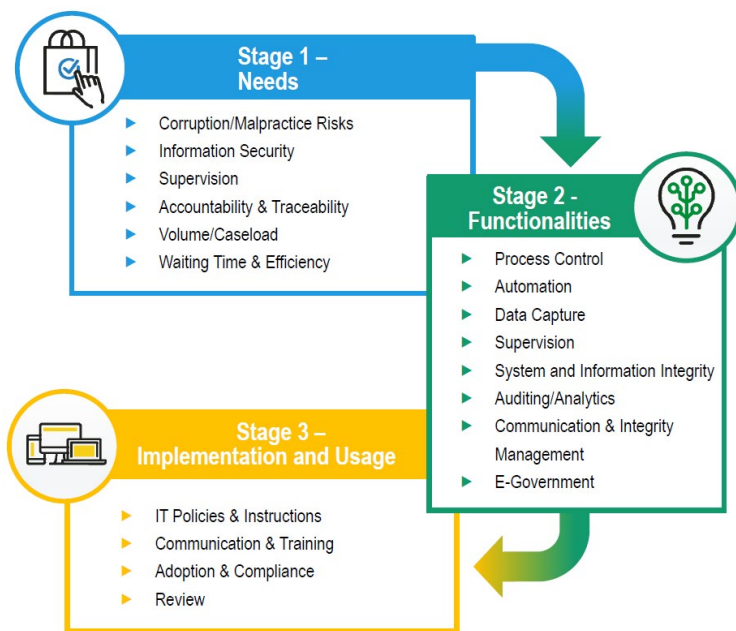 Stage 1 –
Needs
Corruption/Malpractice Risks
Information Security
Supervision
Accountability & Traceability
Volume/Caseload
Waiting Time & Efficiency
Stage 2 -
Functionalities
Process Control
Automation
Data Capture
Supervision
System and Information Integrity
Auditing/Analytics
Communication & Integrity
Management
E-Government
Stage 3 –
Implementation and Usage
IT Policies & Instructions
Communication & Training
Adoption & Compliance
Review